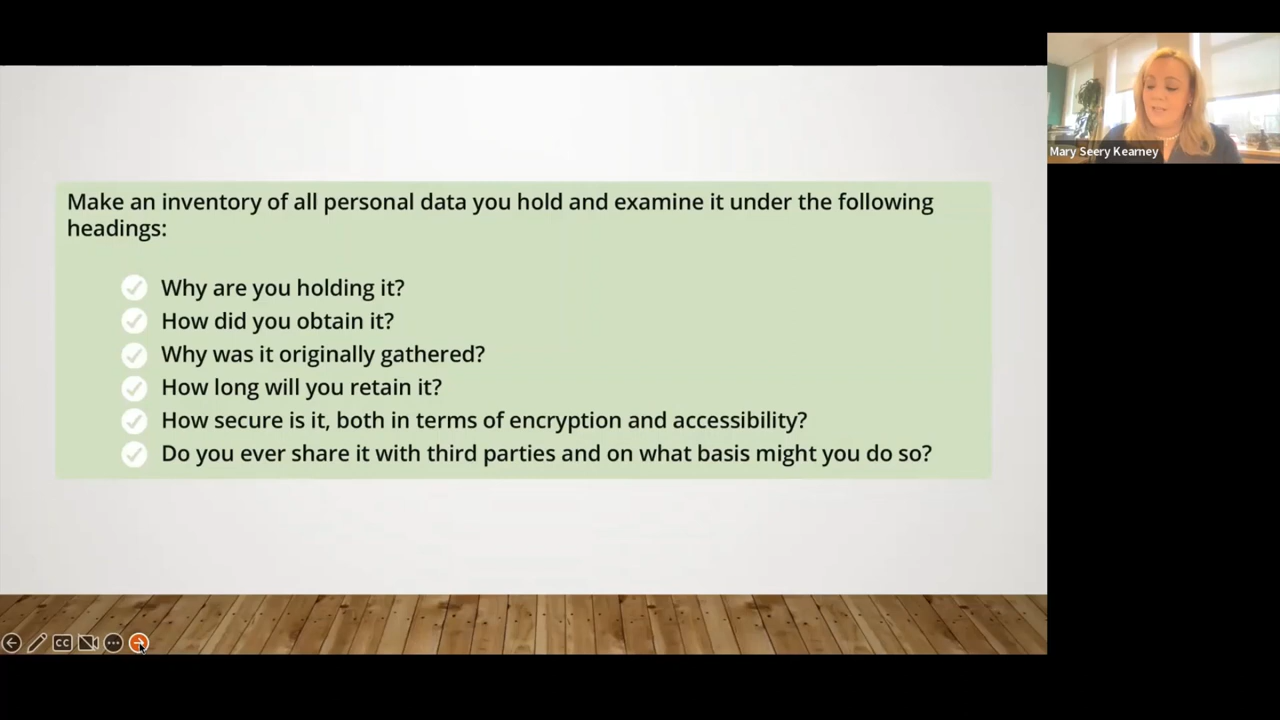 Make an inventory of all personal data you hold and examine it under the following
headings:
Why are you holding it?
How did you obtain it?
Why was it originally gathered?
How long will you retain it?
How secure is it, both in terms of encryption and accessibility?
Do you ever share it with third parties and on what basis might you do so?
Mary Seery Kearney
CC